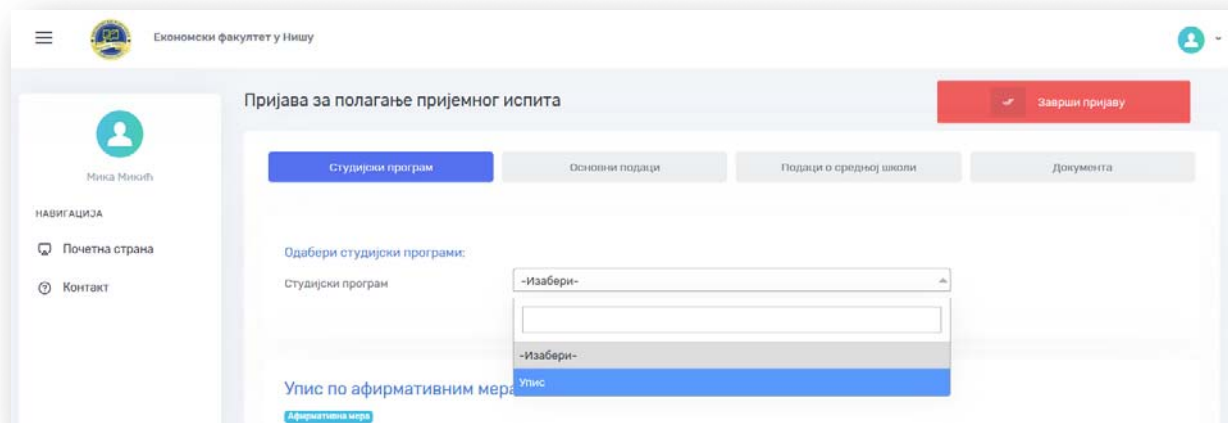 Економски факултет у Нишу
Пријава за полагање пријемног испита
Заврши пријаву
Мика Микић
Студијски програм
Основни подаци
Подаци о средњој школи
Документа
НАВИГАЦИЈА
Почетна страна
Контакт
Одабери студијски програми:
Студијски програм
-Изабери-
-Изабери-
Упис
Упис по афирмативним мера
Афирмативна мера